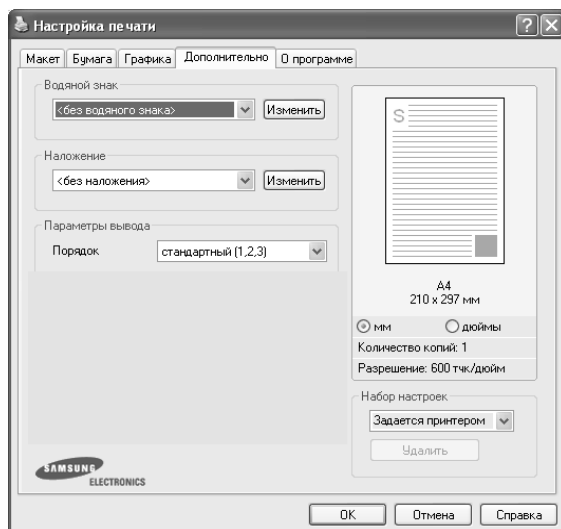 Настройка печати
Макет Бумага Графика Дополнительно О программе
Водяной знак
<без водяного знака> Изменить
Наложение
<без наложения> Изменить
Параметры вывода
Порядок стандартный (1,2,3)
S
A4
210 x 297 мм
мм дюймы
Количество копий: 1
Разрешение: 600 тчк/дюйм
Набор настроек
Задается принтером
Удалить
SAMSUNG
ELECTRONICS
OK Отмена Справка